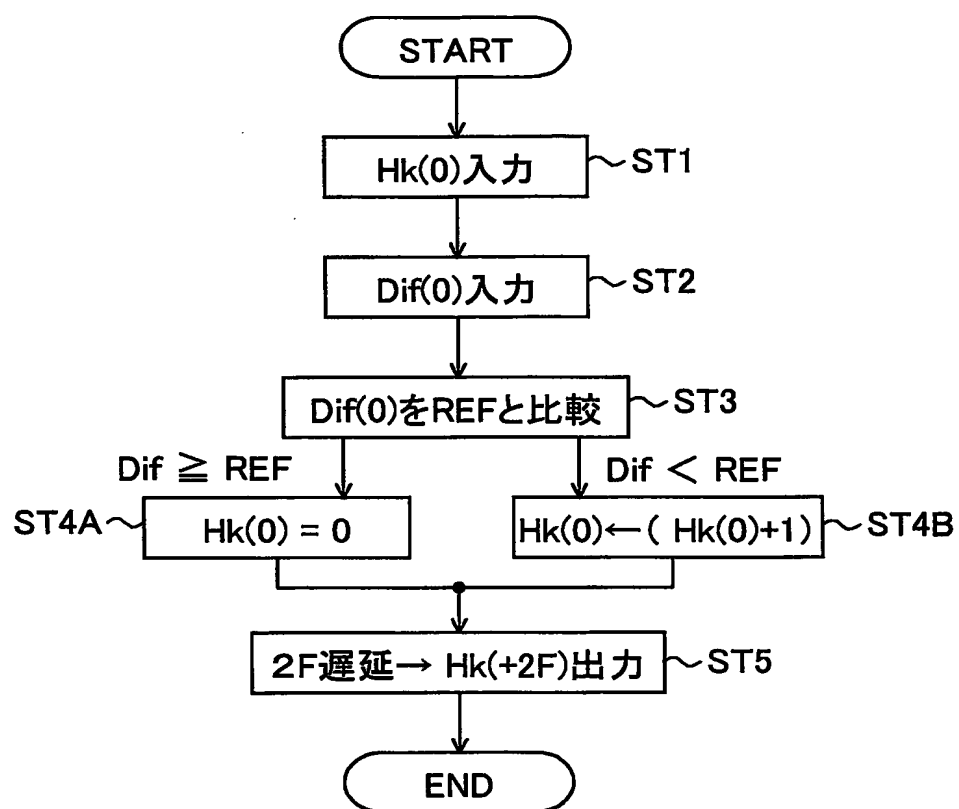 START
Hk(0)入力 ST1
Dif(0)入力 ST2
Dif(0)をREFと比較 ST3
Dif ≧ REF Dif < REF
ST4A Hk(0) = 0 Hk(0)←( Hk(0)+1) ST4B
2F遅延→ Hk(+2F)出力 ST5
END